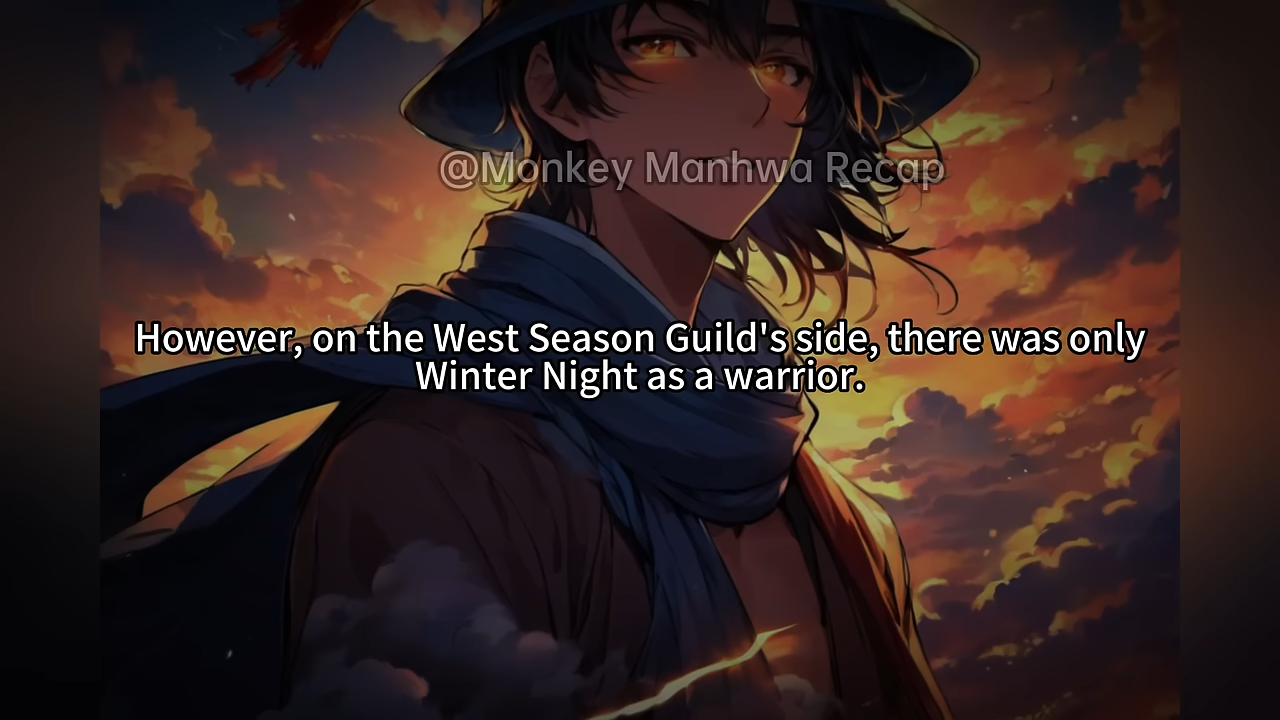 @Monkey Manhwa Recap
However, on the West Season Guild's side, there was only
Winter Night as a warrior.